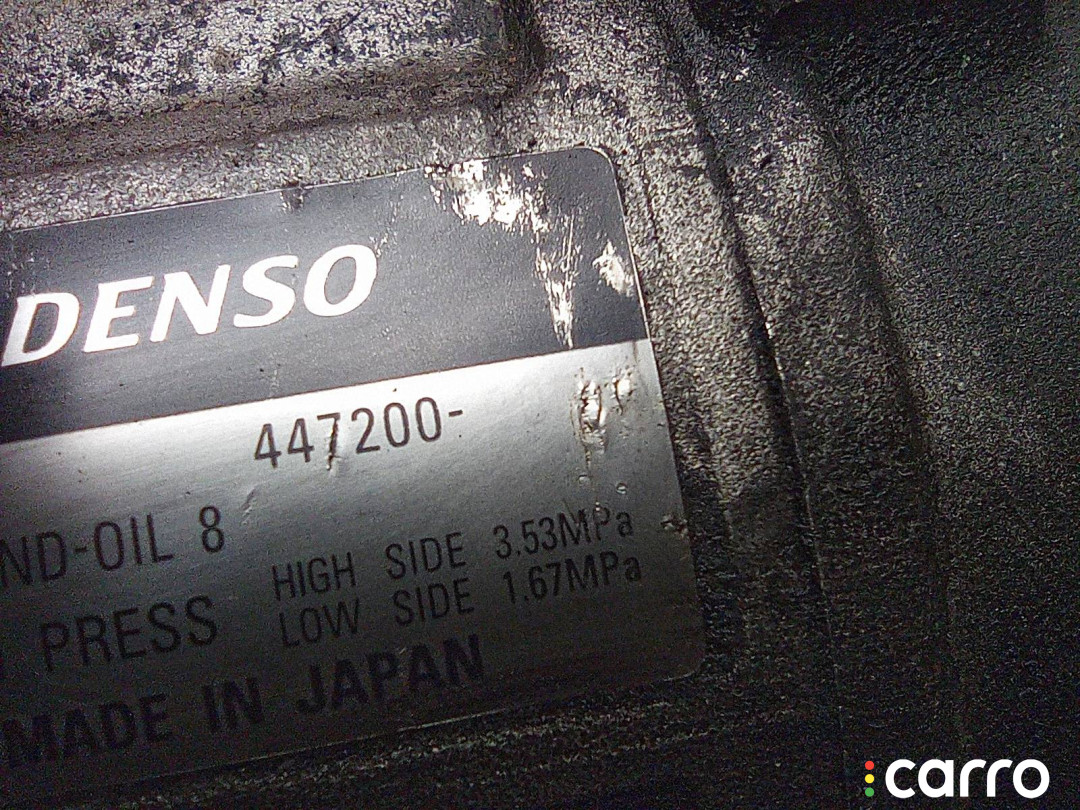 DENSO
447200-
ND-OIL 8
PRESS
HIGH SIDE 3.53MPa
LOW SIDE 1.67MPa
MADE IN JAPAN
carro